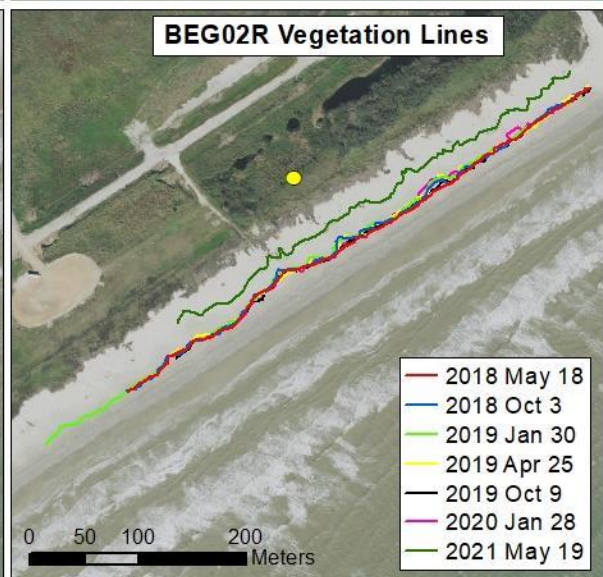 BEG02R Vegetation Lines
2018 May 18
2018 Oct 3
2019 Jan 30
2019 Apr 25
2019 Oct 9
2020 Jan 28
2021 May 19
0 50 100 200
Meters